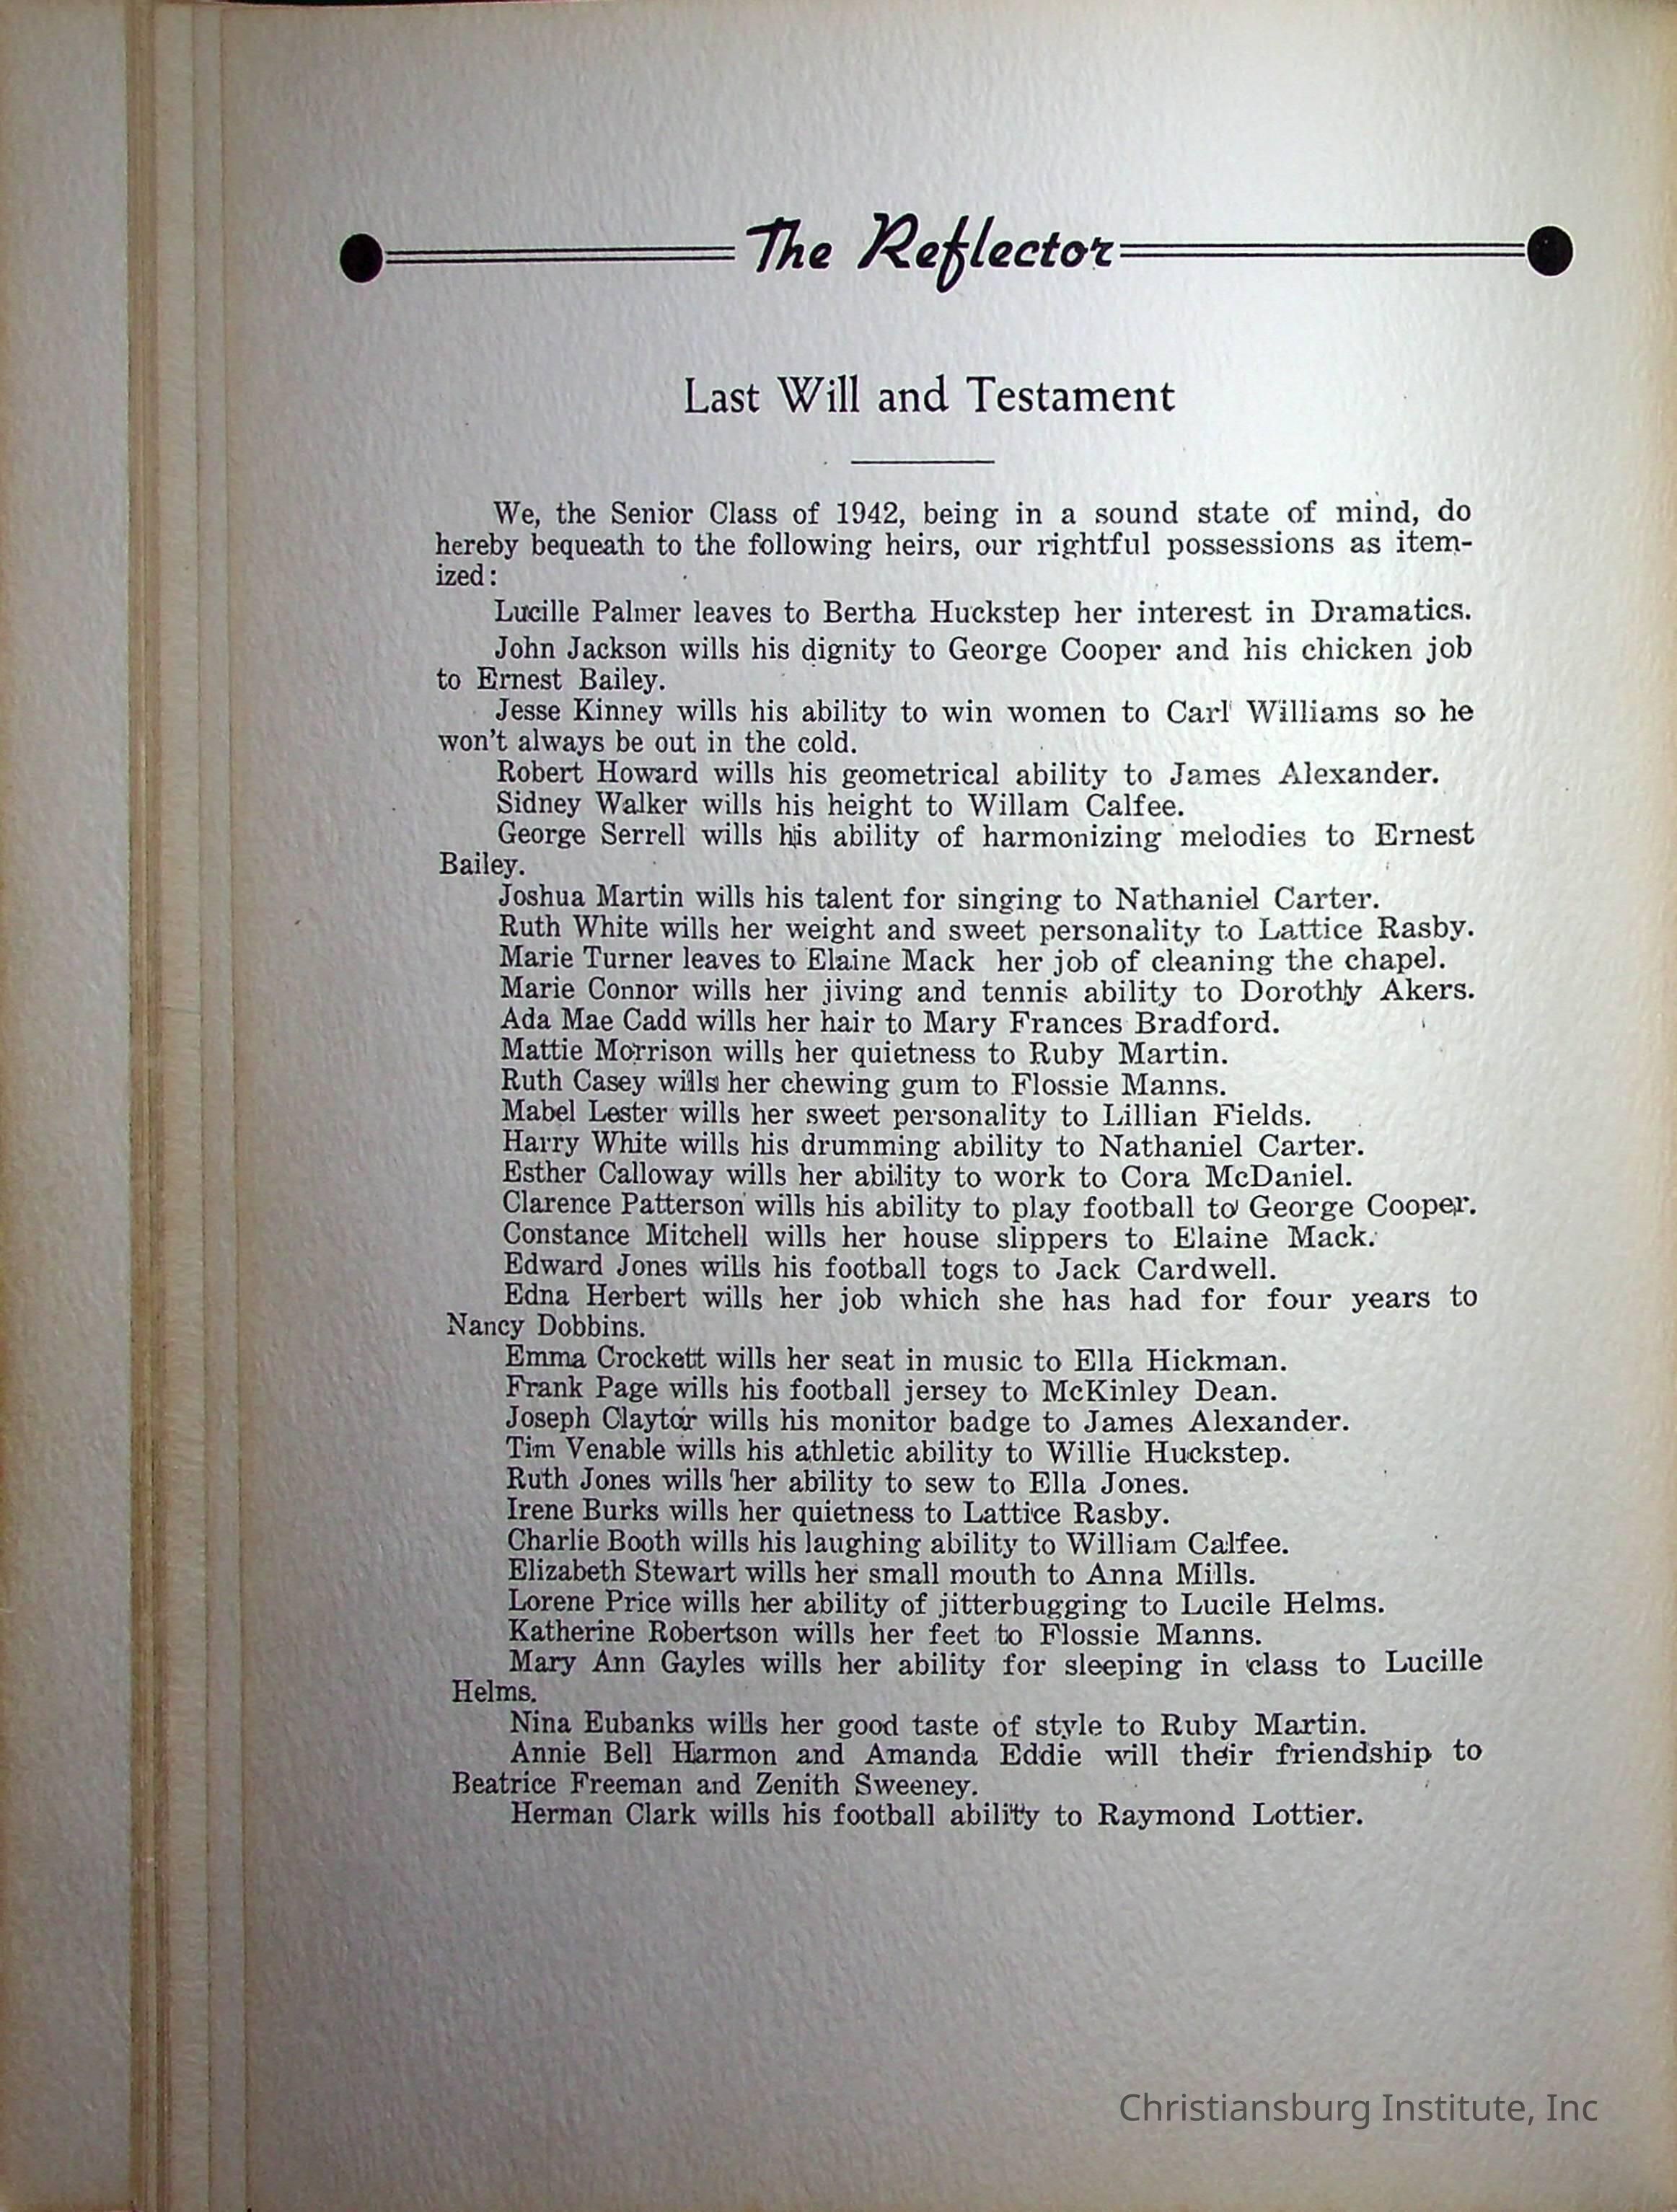 The Reflector
Last Will and Testament
We, the Senior Class of 1942, being in a sound state of mind, do
hereby bequeath to the following heirs, our rightful possessions as item-
ized:
Lucille Palmer leaves to Bertha Huckstep her interest in Dramatics.
John Jackson wills his dignity to George Cooper and his chicken job
to Ernest Bailey.
Jesse Kinney wills his ability to win women to Carl Williams so he
won't always be out in the cold.
Robert Howard wills his geometrical ability to James Alexander.
Sidney Walker wills his height to Willam Calfee.
George Serrell wills his ability of harmonizing melodies to Ernest
Bailey.
Joshua Martin wills his talent for singing to Nathaniel Carter.
Ruth White wills her weight and sweet personality to Lattice Rasby.
Marie Turner leaves to Elaine Mack her job of cleaning the chapel.
Marie Connor wills her jiving and tennis ability to Dorothy Akers.
Ada Mae Cadd wills her hair to Mary Frances Bradford.
Mattie Morrison wills her quietness to Ruby Martin.
Ruth Casey wills her chewing gum to Flossie Manns.
Mabel Lester wills her sweet personality to Lillian Fields.
Harry White wills his drumming ability to Nathaniel Carter.
Esther Calloway wills her ability to work to Cora McDaniel.
Clarence Patterson wills his ability to play football to George Cooper.
Constance Mitchell wills her house slippers to Elaine Mack.
Edward Jones wills his football togs to Jack Cardwell.
Edna Herbert wills her job which she has had for four years to
Nancy Dobbins.
Emma Crockett wills her seat in music to Ella Hickman.
Frank Page wills his football jersey to McKinley Dean.
Joseph Claytor wills his monitor badge to James Alexander.
Tim Venable wills his athletic ability to Willie Huckstep.
Ruth Jones wills her ability to sew to Ella Jones.
Irene Burks wills her quietness to Lattice Rasby.
Charlie Booth wills his laughing ability to William Calfee.
Elizabeth Stewart wills her small mouth to Anna Mills.
Lorene Price wills her ability of jitterbugging to Lucile Helms.
Katherine Robertson wills her feet to Flossie Manns.
Mary Ann Gayles wills her ability for sleeping in class to Lucille
Helms.
Nina Eubanks wills her good taste of style to Ruby Martin.
Annie Bell Harmon and Amanda Eddie will their friendship to
Beatrice Freeman and Zenith Sweeney.
Herman Clark wills his football ability to Raymond Lottier.
Christiansburg Institute, Inc